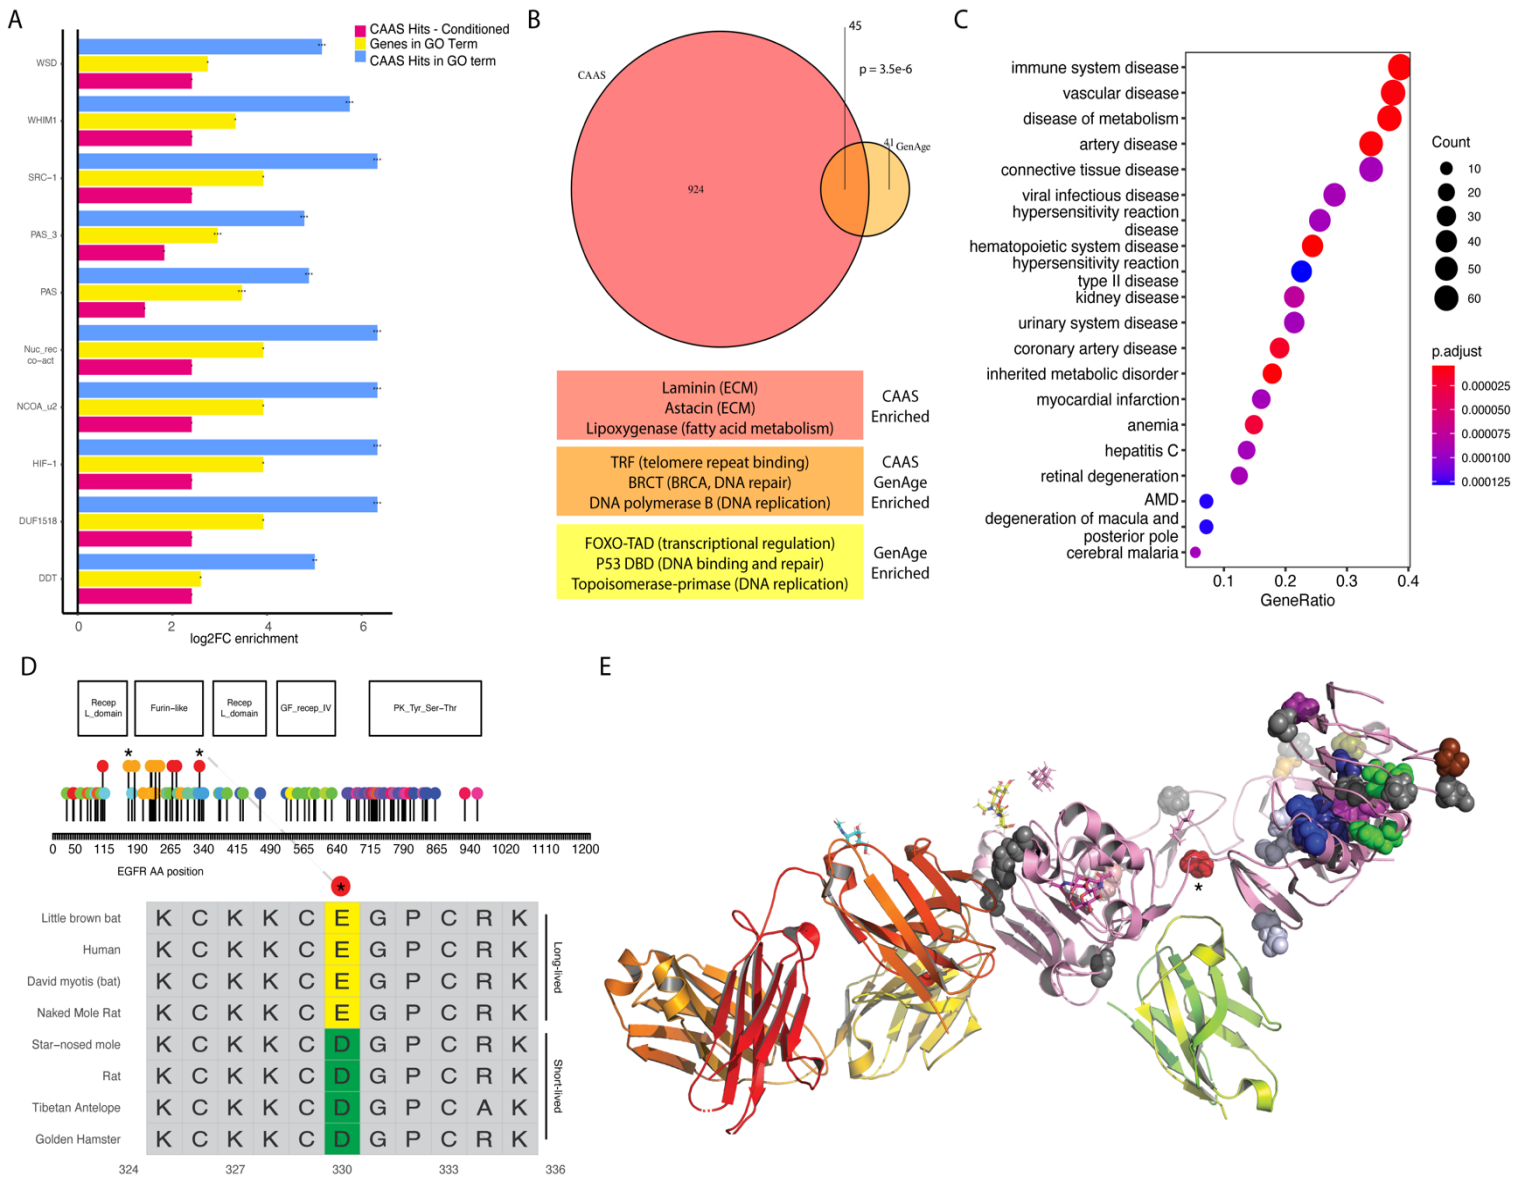 A
CAAS Hits - Conditioned
Genes in GO Term
CAAS Hits in GO term
WSD
WHIM1
SRC-1
PAS_3
PAS
Nuc_rec
co-act
NCOA_u2
HIF-1
DUF1518
DDT
0 2 4 6
log2FC enrichment
B
45
p = 3.5e-6
CAAS
41
GenAge
924
Laminin (ECM)
Astacin (ECM)
Lipoxygenase (fatty acid metabolism)
CAAS
Enriched
TRF (telomere repeat binding)
BRCT (BRCA, DNA repair)
DNA polymerase B (DNA replication)
CAAS
GenAge
Enriched
FOXO-TAD (transcriptional regulation)
P53 DBD (DNA binding and repair)
Topoisomerase-primase (DNA replication)
GenAge
Enriched
C
immune system disease
vascular disease
disease of metabolism
artery disease
connective tissue disease
viral infectious disease
hypersensitivity reaction
disease
hematopoietic system disease
hypersensitivity reaction
type II disease
kidney disease
urinary system disease
coronary artery disease
inherited metabolic disorder
myocardial infarction
anemia
hepatitis C
retinal degeneration
AMD
degeneration of macula and
posterior pole
cerebral malaria
0.1 0.2 0.3 0.4
GeneRatio
Count
10
20
30
40
50
60
p.adjust
0.000025
0.000050
0.000075
0.000100
0.000125
D
Recep
L_domain
Furin-like
Recep
L_domain
GF_recep_IV
PK_Tyr_Ser-Thr
* *
0 50 115 190 265 340 415 490 565 640 715 790 865 940 1020 1110 1200
EGFR AA position
*
Little brown bat K C K K C E G P C R K
Human K C K K C E G P C R K
David myotis (bat) K C K K C E G P C R K
Naked Mole Rat K C K K C E G P C R K
Star-nosed mole K C K K C D G P C R K
Rat K C K K C D G P C R K
Tibetan Antelope K C K K C D G P C A K
Golden Hamster K C K K C D G P C R K
Long-lived
Short-lived
324 327 330 333 336
E
*